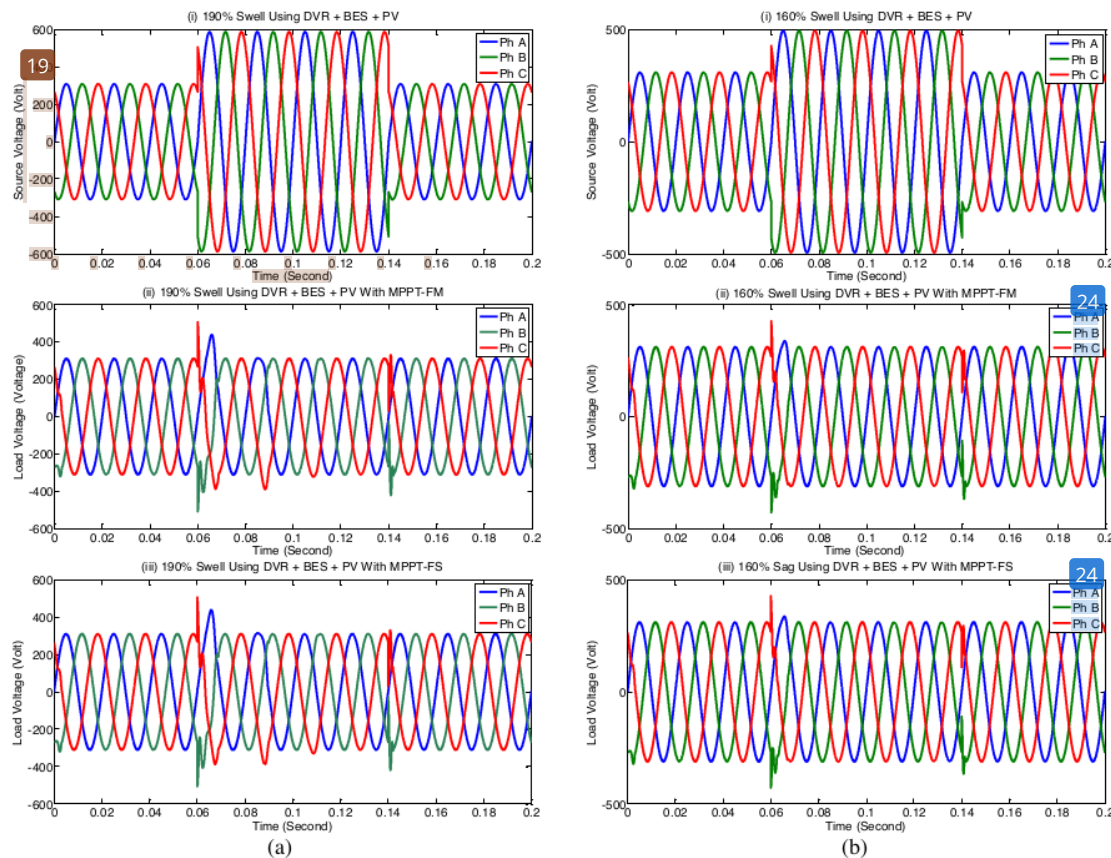 (i) 190% Swell Using DVR + BES + PV
600
19
200
0
-200
-400
-600
Source Voltage (Volt)
Ph A
Ph B
Ph C
0 0. 0.04 0.06 0. 0.1 0.12 0. 0. 0.2
Time (Second)
(ii) 190% Swell Using DVR + BES + PV With MPPT-FM
600
400
200
0
-200
-400
-600
Load Voltage (Voltage)
Ph A
Ph B
Ph C
0 0.02 0.04 0.06 0.08 0.1 0.12 0.14 0.16 0.18 0.2
Time (Second)
(iii) 190% Swell Using DVR + BES + PV With MPPT-FS
600
400
200
0
-200
-400
-600
Load Voltage (Volt)
Ph A
Ph B
Ph C
0 0.02 0.04 0.06 0.08 0.1 0.12 0.14 0.16 0.18 0.2
Time (Second)
(a)
(i) 160% Swell Using DVR + BES + PV
500
0
-500
Source Voltage (Volt)
Ph A
Ph B
Ph C
0 0.02 0.04 0.06 0.08 0.1 0.12 0.14 0.16 0.18 0.2
Time (Second)
(ii) 160% Swell Using DVR + BES + PV With MPPT-FM
24
500
0
-500
Load Voltage (Volt)
Ph A
Ph B
Ph C
0 0.02 0.04 0.06 0.08 0.1 0.12 0.14 0.16 0.18 0.2
Time (Second)
(iii) 160% Sag Using DVR + BES + PV With MPPT-FS
24
500
0
-500
Load Voltage (Volt)
Ph A
Ph B
Ph C
0 0.02 0.04 0.06 0.08 0.1 0.12 0.14 0.16 0.18 0.2
Time (Second)
(b)